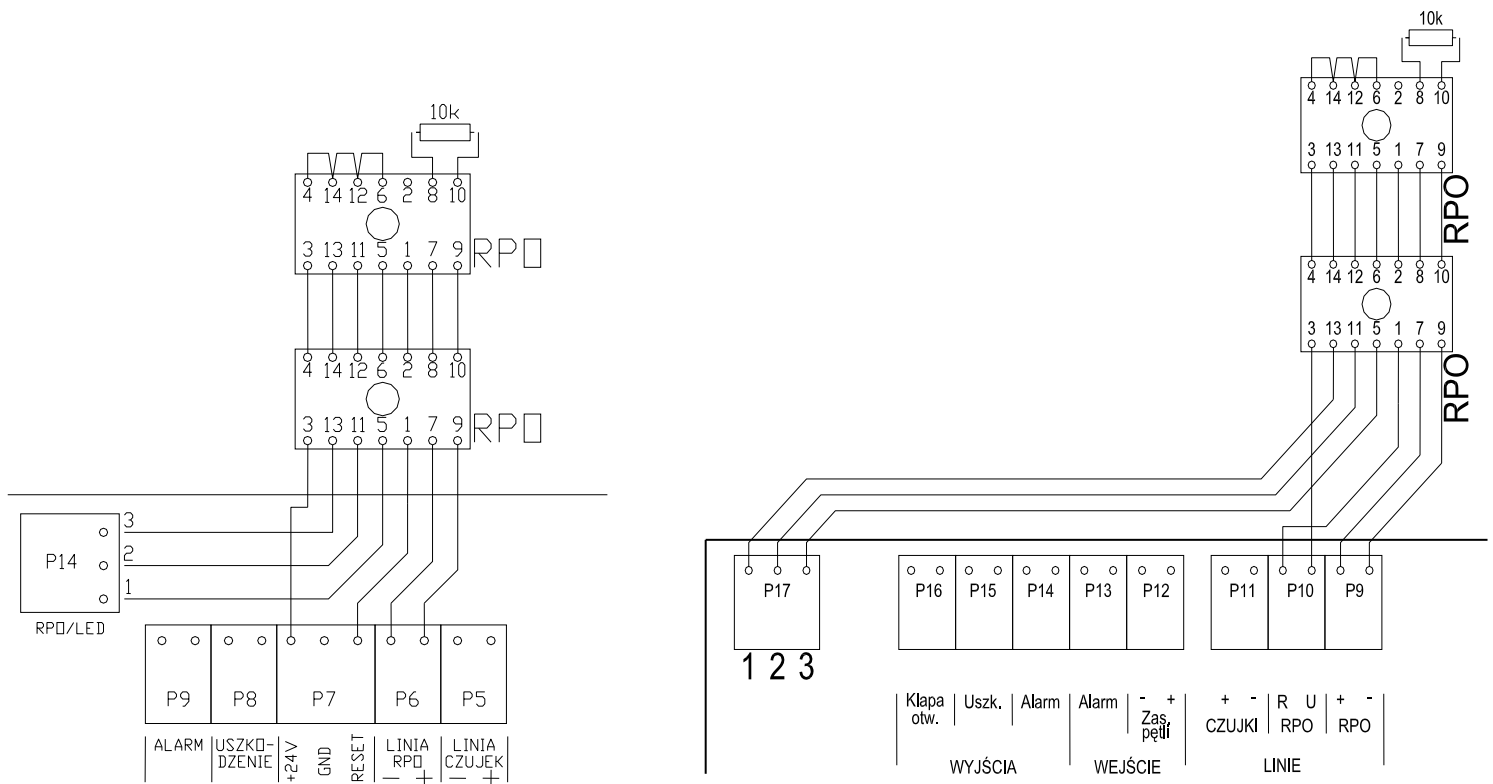 10k
4 14 12 6 2 8 10
3 13 11 5 1 7 9
RPO
4 14 12 6 2 8 10
3 13 11 5 1 7 9
RPO
P14
3
2
1
RPO/LED
P9 P8 P7 P6 P5
ALARM
USZKO-
DZENIE
+24V
GND
RESET
LINIA
RPO
- +
LINIA
CZUJEK
- +
10k
4 14 12 6 2 8 10
3 13 11 5 1 7 9
RPO
4 14 12 6 2 8 10
3 13 11 5 1 7 9
RPO
P17 P16 P15 P14 P13 P12 P11 P10 P9
1 2 3
Klapa
otw.
Uszk.
Alarm
Alarm
- +
Zas.
pętli
+ -
CZUJKI
R U
RPO
+ -
RPO
WYJŚCIA
WEJŚCIE
LINIE